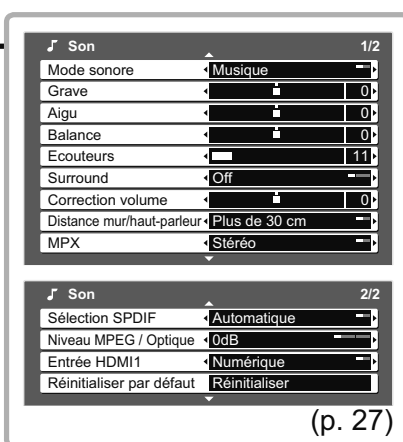 ♪ Son 1/2
Mode sonore Musique
Grave 0
Aigu 0
Balance 0
Ecouteurs 11
Surround Off
Correction volume 0
Distance mur/haut-parleur Plus de 30 cm
MPX Stéréo
♪ Son 2/2
Sélection SPDIF Automatique
Niveau MPEG / Optique 0dB
Entrée HDMI1 Numérique
Réinitialiser par défaut Réinitialiser
(p. 27)